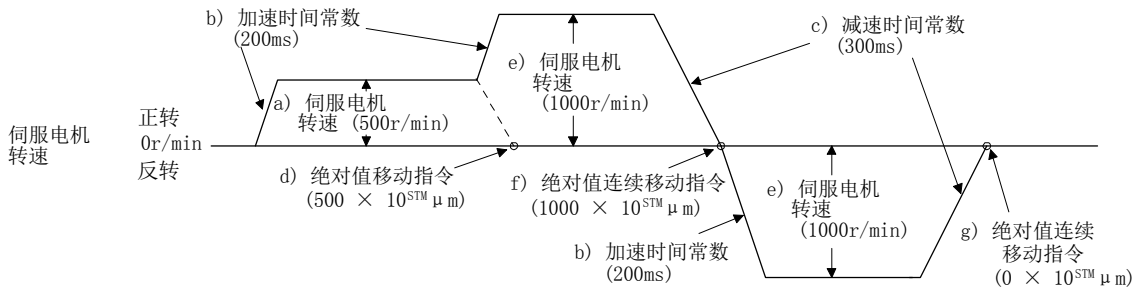 b) 加速时间常数
(200ms)
c) 减速时间常数
(300ms)
e) 伺服电机
转速
(1000r/min)
a) 伺服电机
转速 (500r/min)
伺服电机
转速
正转
0r/min
反转
d) 绝对值移动指令
(500 × 10STM μm)
f) 绝对值连续移动指令
(1000 × 10STM μm)
e) 伺服电机
转速
(1000r/min)
b) 加速时间常数
(200ms)
g) 绝对值连续
移动指令
(0 × 10STM μm)